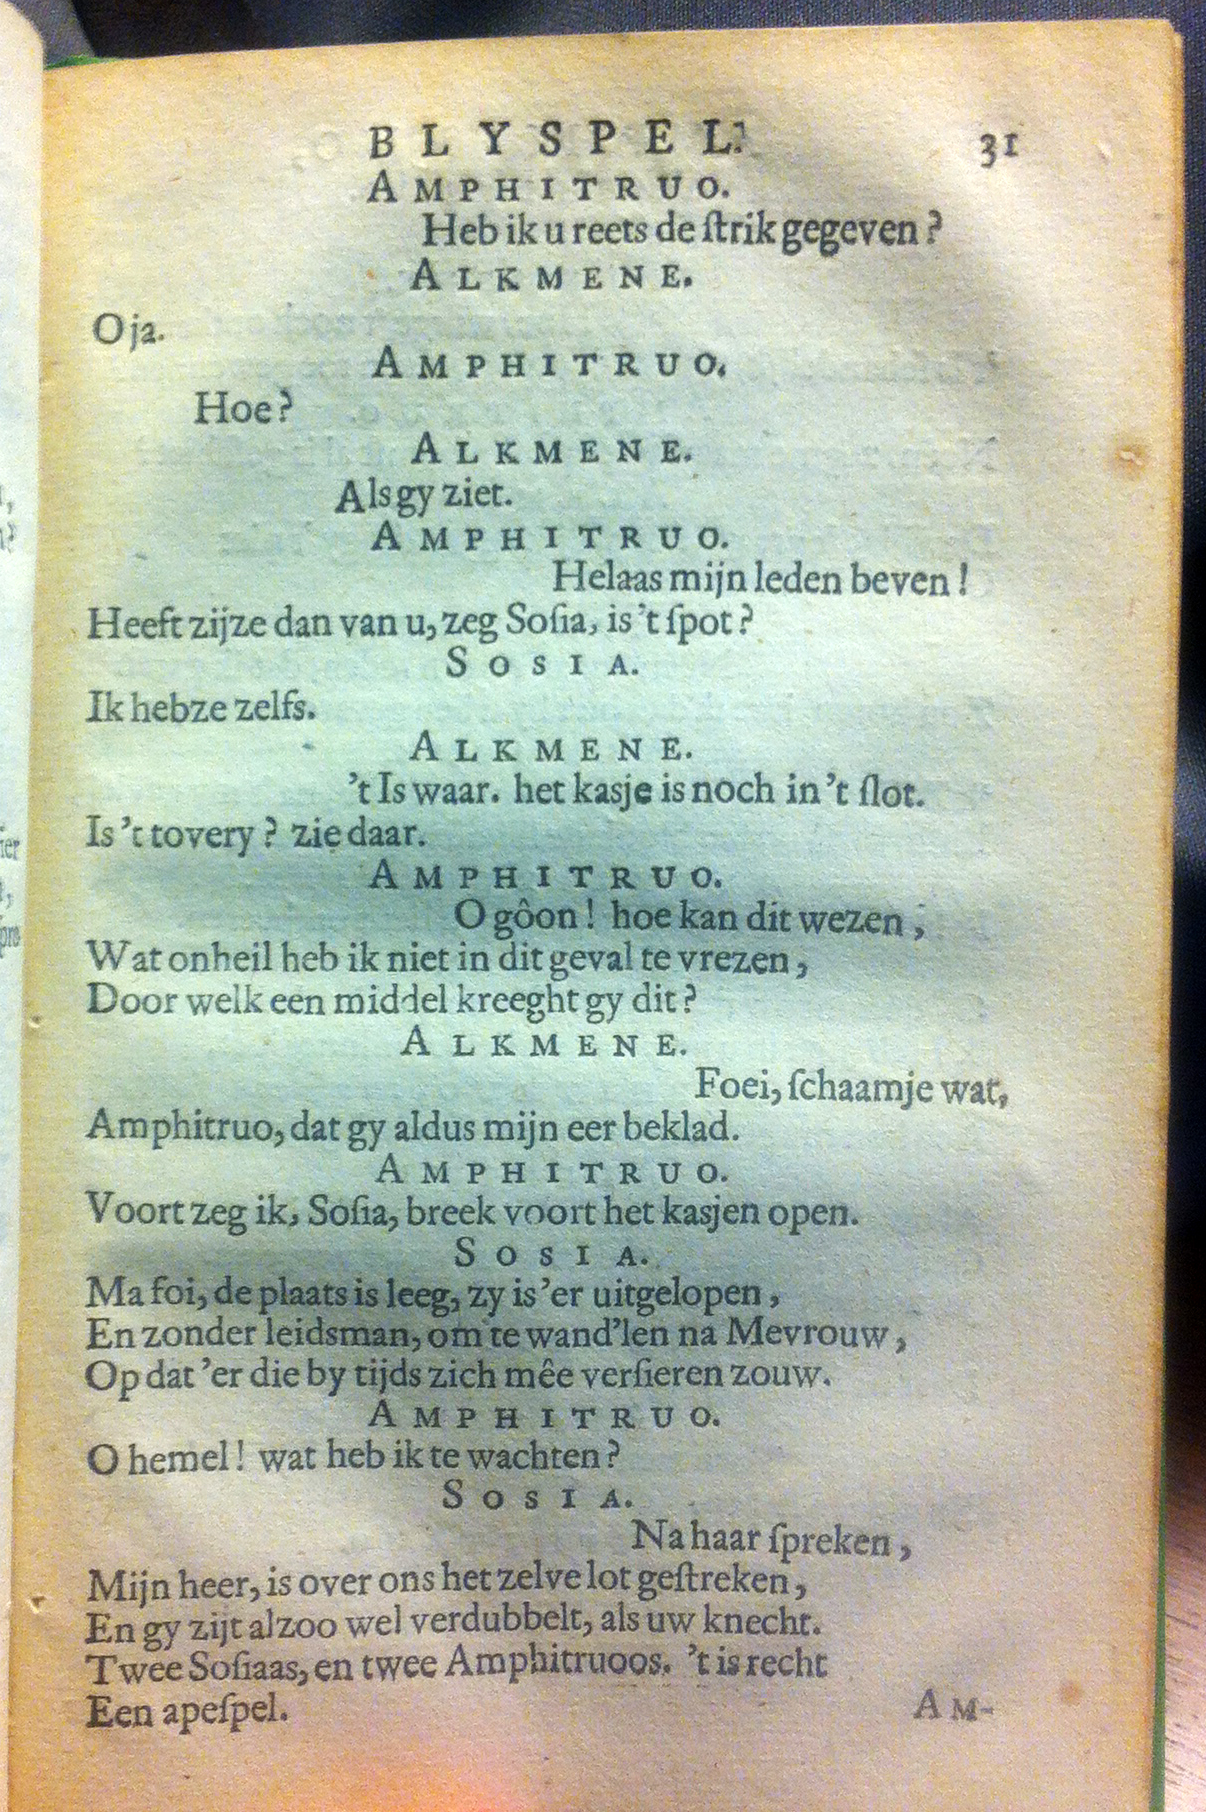 BLYSPEL. 31
AMPHITRUO.
Heb ik u reets de ſtrik gegeven?
ALKMENE.
O ja.
AMPHITRUO.
Hoe?
ALKMENE.
Als gy ziet.
AMPHITRUO.
Helaas mijn leden beven!
Heeft zijze dan van u, zeg Soſia, is 't ſpot?
SOSIA.
Ik hebze zelfs.
ALKMENE.
't Is waar. het kasje is noch in 't ſlot.
Is 't tovery? zie daar.
AMPHITRUO.
O gôon! hoe kan dit wezen,
Wat onheil heb ik niet in dit geval te vrezen,
Door welk een middel kreeght gy dit?
ALKMENE.
Foei, ſchaamje wat,
Amphitruo, dat gy aldus mijn eer beklad.
AMPHITRUO.
Voort zeg ik, Soſia, breek voort het kasjen open.
SOSIA.
Ma foi, de plaats is leeg, zy is 'er uitgelopen,
En zonder leidsman, om te wand'len na Mevrouw,
Op dat 'er die by tijds zich mêe verſieren zouw.
AMPHITRUO.
O hemel! wat heb ik te wachten?
SOSIA.
Na haar ſpreken,
Mijn heer, is over ons het zelve lot geſtreken,
En gy zijt alzoo wel verdubbelt, als uw knecht.
Twee Soſiaas, en twee Amphitruoos. 't is recht
Een apeſpel.
AM-